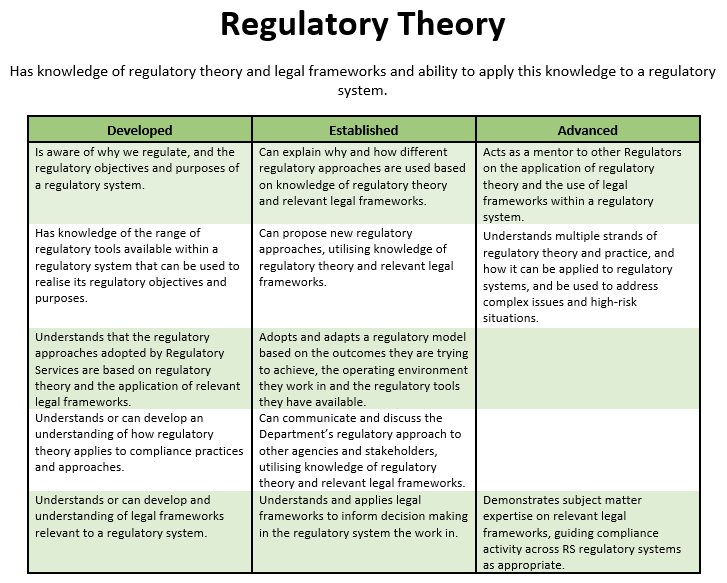 Regulatory Theory
Has knowledge of regulatory theory and legal frameworks and ability to apply this knowledge to a regulatory
system.
Developed
Established
Advanced
Is aware of why we regulate, and the
regulatory objectives and purposes of
a regulatory system.
Can explain why and how different
regulatory approaches are used based
on knowledge of regulatory theory
and relevant legal frameworks.
Acts as a mentor to other Regulators
on the application of regulatory
theory and the use of legal
frameworks within a regulatory
system.
Has knowledge of the range of
regulatory tools available within a
regulatory system that can be used to
realise its regulatory objectives and
purposes.
Can propose new regulatory
approaches, utilising knowledge of
regulatory theory and relevant legal
frameworks.
Understands multiple strands of
regulatory theory and practice, and
how it can be applied to regulatory
systems, and be used to address
complex issues and high-risk
situations.
Understands that the regulatory
approaches adopted by Regulatory
Services are based on regulatory
theory and the application of relevant
legal frameworks.
Adopts and adapts a regulatory model
based on the outcomes they are trying
to achieve, the operating environment
they work in and the regulatory tools
they have available.
Understands or can develop an
understanding of how regulatory
theory applies to compliance practices
and approaches.
Can communicate and discuss the
Department's regulatory approach to
other agencies and stakeholders,
utilising knowledge of regulatory
theory and relevant legal frameworks.
Understands or can develop and
understanding of legal frameworks
relevant to a regulatory system.
Understands and applies legal
frameworks to inform decision making
in the regulatory system the work in.
Demonstrates subject matter
expertise on relevant legal
frameworks, guiding compliance
activity across RS regulatory systems
as appropriate.